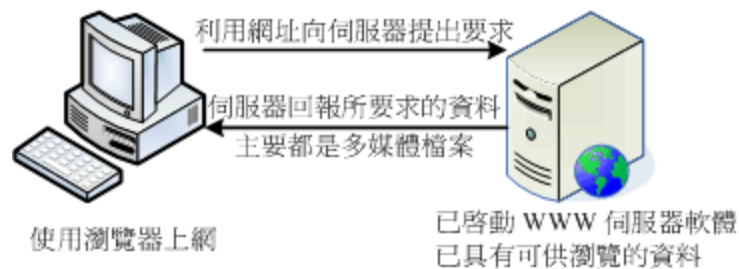 利用網址向伺服器提出要求
伺服器回報所要求的資料
主要都是多媒體檔案
使用瀏覽器上網
已啓動 WWW 伺服器軟體
已具有可供瀏覽的資料